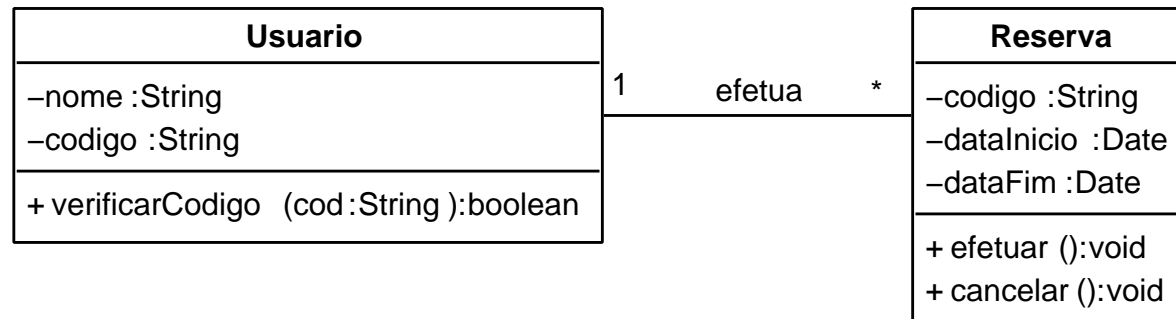 Usuario
–nome :String
–codigo :String
+ verificarCodigo (cod:String ):boolean
1 efetua *
Reserva
–codigo :String
–dataInicio :Date
–dataFim :Date
+ efetuar ():void
+ cancelar ():void